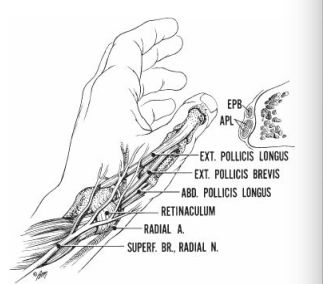 EPB
APL
EXT. POLLICIS LONGUS
EXT. POLLICIS BREVIS
ABD. POLLICIS LONGUS
RETINACULUM
RADIAL A.
SUPERF. BR., RADIAL N.